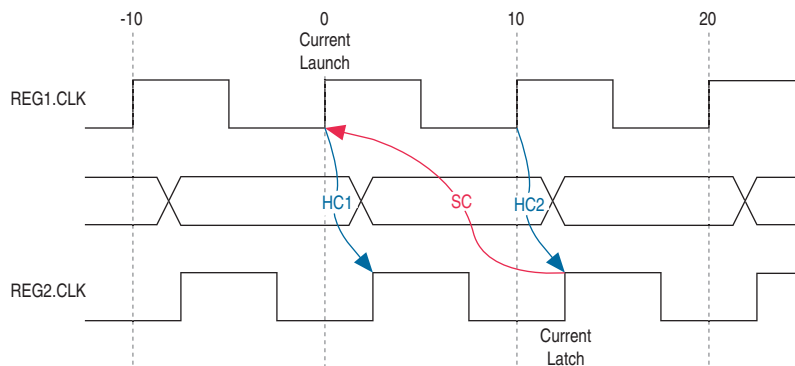 -10 0 10 20
Current
Launch
REG1.CLK
HC1 SC HC2
REG2.CLK
Current
Latch